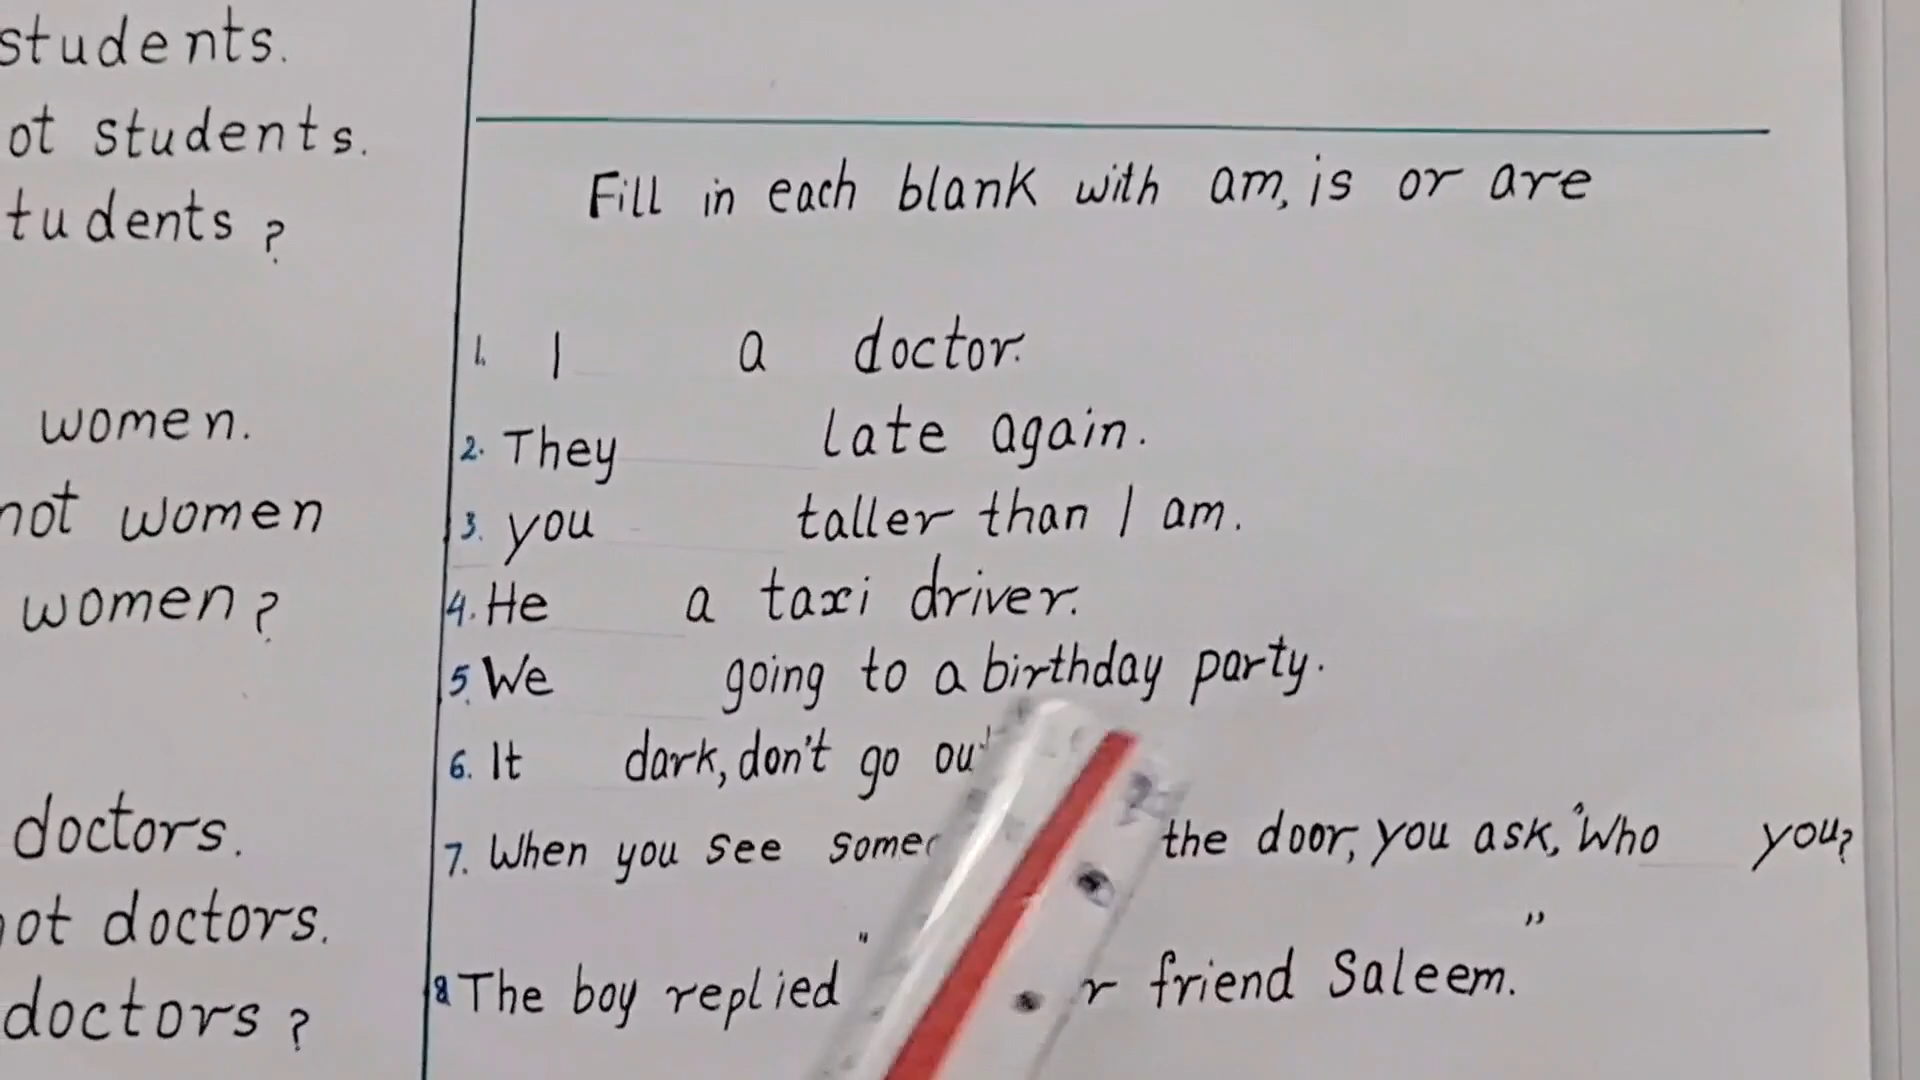 students.
ot students.
tudents ?
women.
not women
women ?
doctors.
ot doctors.
doctors ?
Fill in each blank with am, is or are
1. I a doctor.
2. They late again.
3. you taller than I am.
4. He a taxi driver.
5. We going to a birthday party.
6. It dark, don't go
7. When you see the door, you ask, "Who you?
"
8 The boy replied " friend Saleem."